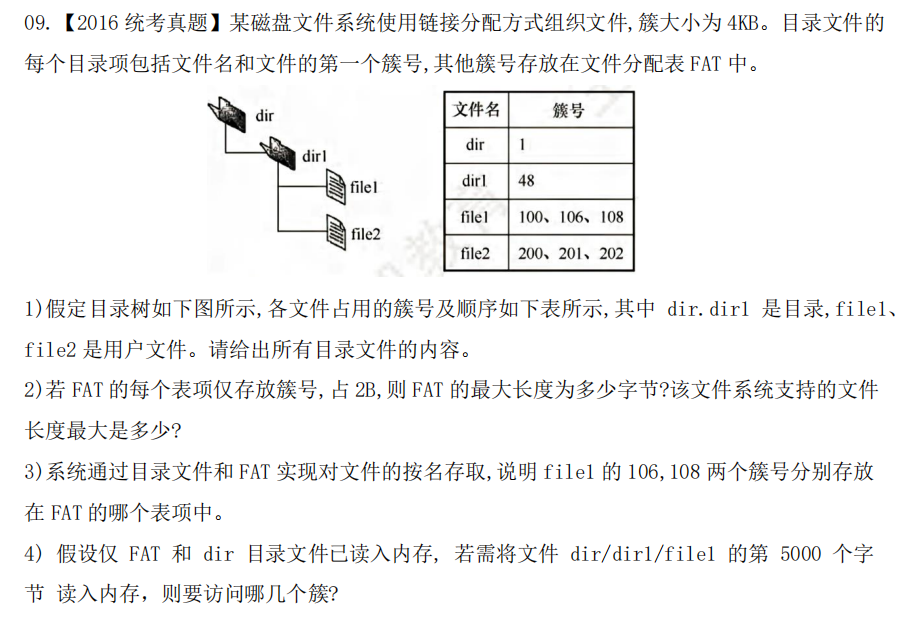 09.【2016 统考真题】某磁盘文件系统使用链接分配方式组织文件,簇大小为 4KB。目录文件的
每个目录项包括文件名和文件的第一个簇号,其他簇号存放在文件分配表 FAT 中。
dir
dir1
file1
file2
文件名 簇号
dir 1
dir1 48
file1 100、106、108
file2 200、201、202
1)假定目录树如下图所示,各文件占用的簇号及顺序如下表所示,其中 dir.dir1 是目录,file1、
file2 是用户文件。请给出所有目录文件的内容。
2)若 FAT 的每个表项仅存放簇号,占 2B,则 FAT 的最大长度为多少字节?该文件系统支持的文件
长度最大是多少?
3)系统通过目录文件和 FAT 实现对文件的按名存取,说明 file1 的 106,108 两个簇号分别存放
在 FAT 的哪个表项中。
4) 假设仅 FAT 和 dir 目录文件已读入内存, 若需将文件 dir/dir1/file1 的第 5000 个字
节 读入内存，则要访问哪几个簇?